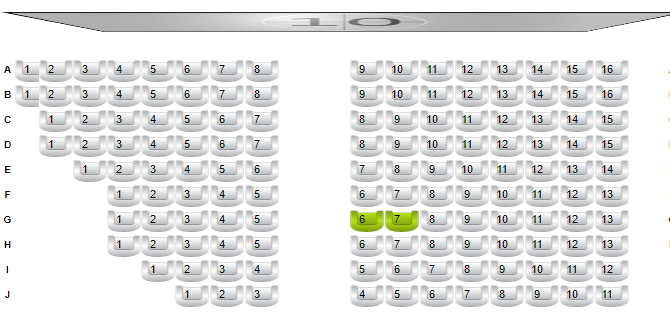 10
A 1 2 3 4 5 6 7 8 9 10 11 12 13 14 15 16
B 1 2 3 4 5 6 7 8 9 10 11 12 13 14 15 16
C 1 2 3 4 5 6 7 8 9 10 11 12 13 14 15
D 1 2 3 4 5 6 7 8 9 10 11 12 13 14 15
E 1 2 3 4 5 6 7 8 9 10 11 12 13 14
F 1 2 3 4 5 6 7 8 9 10 11 12 13
G 1 2 3 4 5 6 7 8 9 10 11 12 13
H 1 2 3 4 5 6 7 8 9 10 11 12 13
I 1 2 3 4 5 6 7 8 9 10 11 12
J 1 2 3 4 5 6 7 8 9 10 11